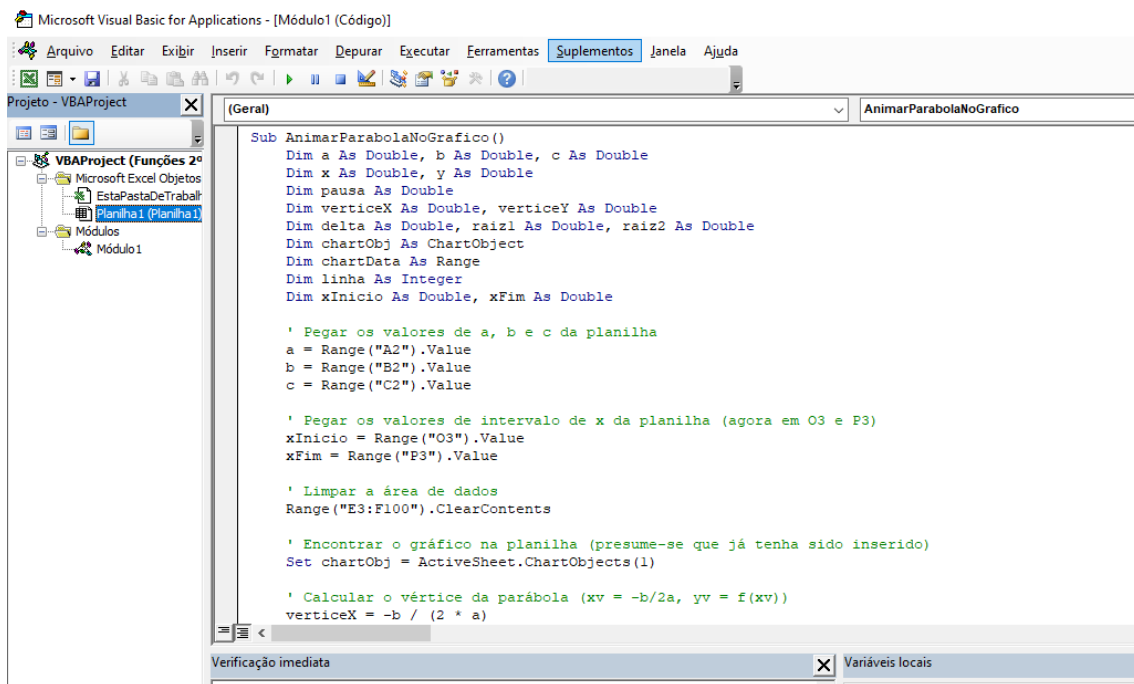 Microsoft Visual Basic for Applications - [Módulo1 (Código)]
Arquivo Editar Exibir Inserir Formatar Depurar Executar Ferramentas Suplementos Janela Ajuda
Projeto - VBAProject
(Geral)
AnimarParabolaNoGrafico
VBAProject (Funções 2º
Microsoft Excel Objetos
EstaPastaDeTrabalh
Planilha1 (Planilha1)
Módulos
Módulo1
Sub AnimarParabolaNoGrafico()
Dim a As Double, b As Double, c As Double
Dim x As Double, y As Double
Dim pausa As Double
Dim verticeX As Double, verticeY As Double
Dim delta As Double, raiz1 As Double, raiz2 As Double
Dim chartObj As ChartObject
Dim chartData As Range
Dim linha As Integer
Dim xInicio As Double, xFim As Double
' Pegar os valores de a, b e c da planilha
a = Range("A2").Value
b = Range("B2").Value
c = Range("C2").Value
' Pegar os valores de intervalo de x da planilha (agora em O3 e P3)
xInicio = Range("O3").Value
xFim = Range("P3").Value
' Limpar a área de dados
Range("E3:F100").ClearContents
' Encontrar o gráfico na planilha (presume-se que já tenha sido inserido)
Set chartObj = ActiveSheet.ChartObjects(1)
' Calcular o vértice da parábola (xv = -b/2a, yv = f(xv))
verticeX = -b / (2 * a)
Verificação imediata
Variáveis locais